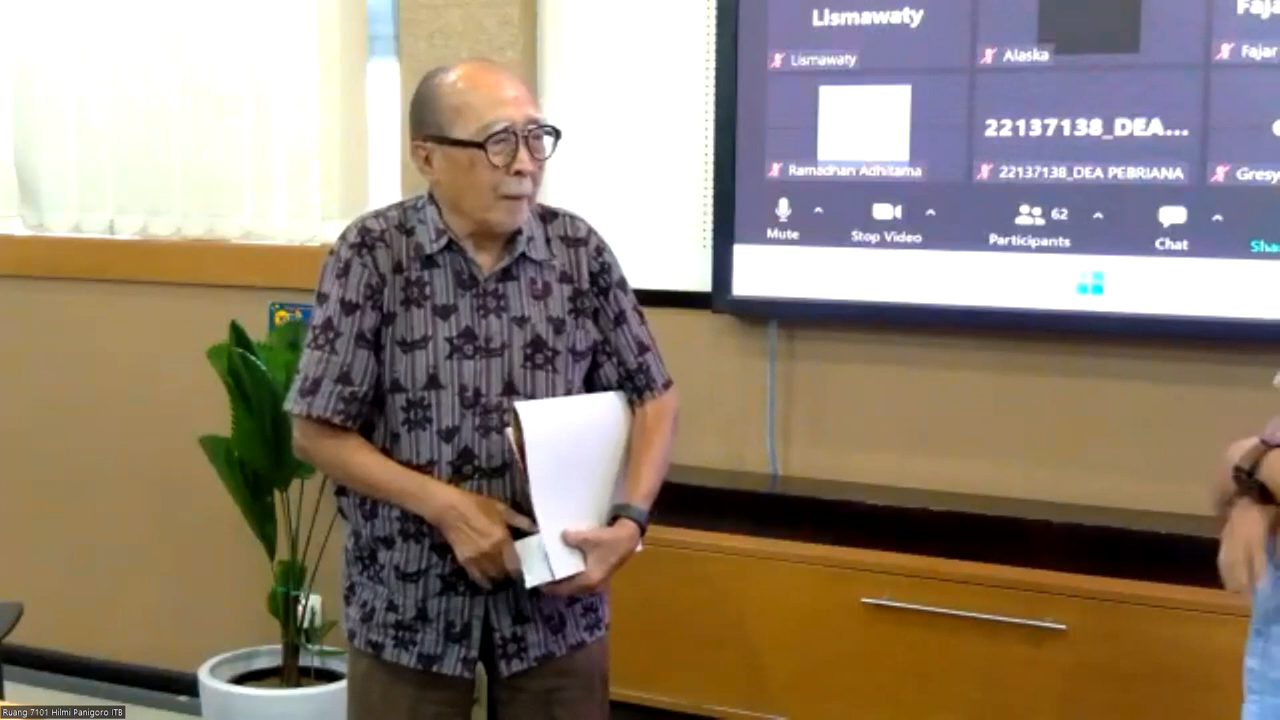 Lismawaty
Lismawaty
Alaska
Fajar
22137138_DEA...
Ramadhan Adhitama
22137138_DEA PEBRIANA
Gresy
Mute
Stop Video
62
Participants
Chat
Sha
Ruang 7101 Hilmi Panigoro ITB